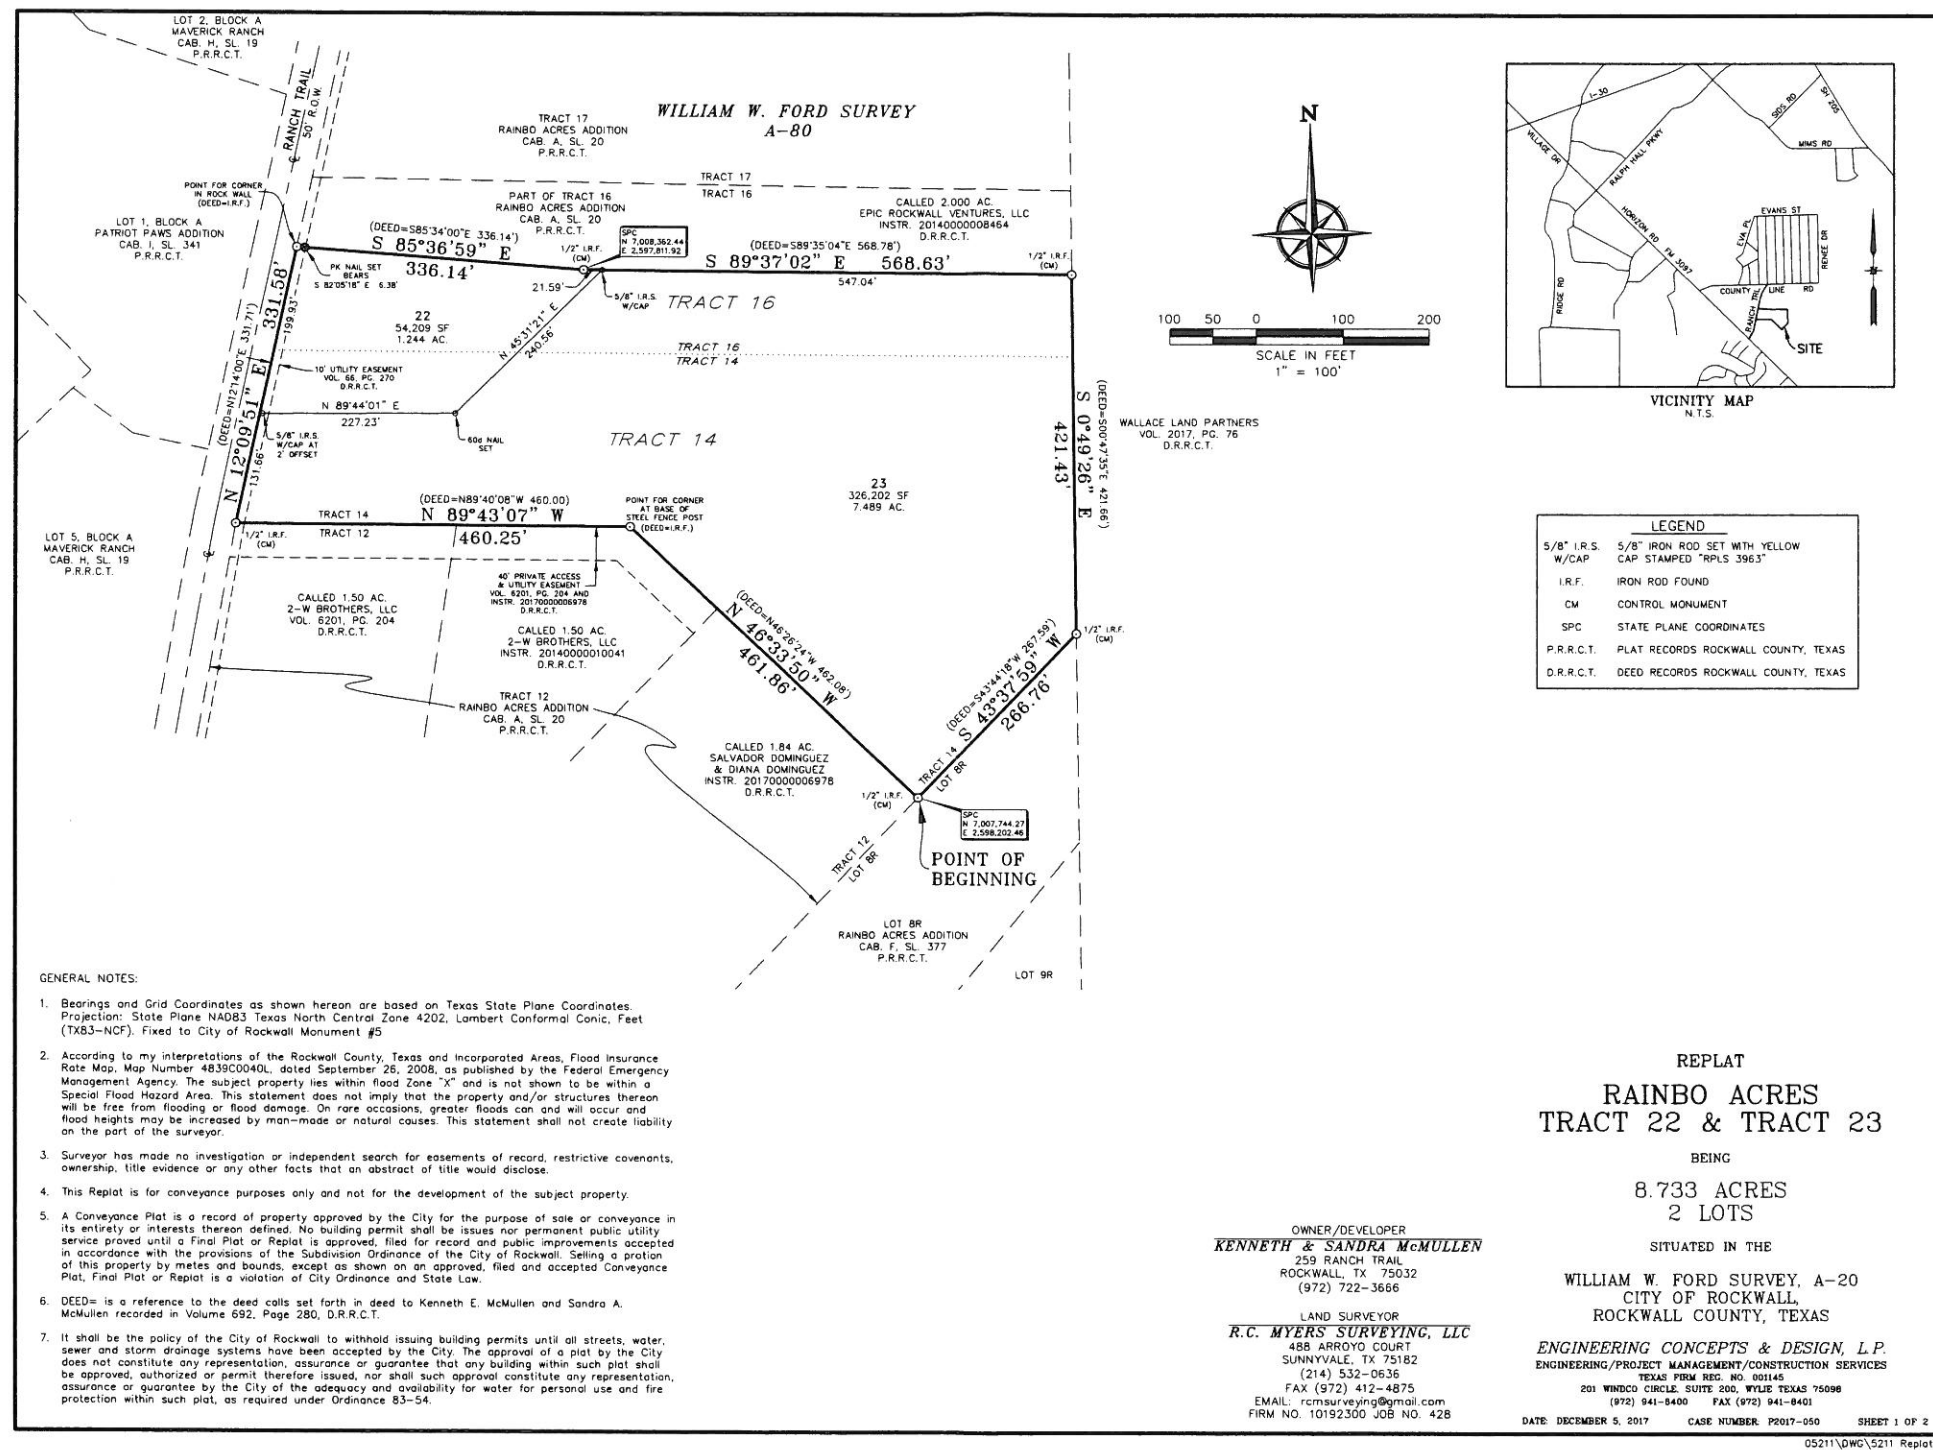 LOT 2, BLOCK A
MAVERICK RANCH
CAB. H, SL. 19
P.R.R.C.T.
℄ RANCH TRAIL
50' R.O.W.
WILLIAM W. FORD SURVEY
A-80
TRACT 17
RAINBO ACRES ADDITION
CAB. A, SL. 20
P.R.R.C.T.
TRACT 17
TRACT 16
POINT FOR CORNER
IN ROCK WALL
(DEED=I.R.F.)
LOT 1, BLOCK A
PATRIOT PAWS ADDITION
CAB. I, SL. 341
P.R.R.C.T.
PART OF TRACT 16
RAINBO ACRES ADDITION
CAB. A, SL. 20
P.R.R.C.T.
CALLED 2.000 AC.
EPIC ROCKWALL VENTURES, LLC
INSTR. 20140000008464
D.R.R.C.T.
(DEED=S85°34'00"E 336.14')
S 85°36'59" E
336.14'
1/2" I.R.F.
(CM)
SPC
N 7,008,362.44
E 2,597,811.92
(DEED=S89°35'04"E 568.78')
S 89°37'02" E 568.63'
547.04'
1/2" I.R.F.
(CM)
PK NAIL SET
BEARS
S 82°05'18" E 6.38'
21.59'
5/8" I.R.S.
W/CAP
TRACT 16
22
54,209 SF
1.244 AC.
N 45°31'21" E
240.56'
TRACT 16
TRACT 14
(DEED=N12°14'00"E 331.71')
N 12°09'51" E 331.58'
199.93'
131.66'
10' UTILITY EASEMENT
VOL. 66, PG. 270
D.R.R.C.T.
N 89°44'01" E
227.23'
5/8" I.R.S.
W/CAP AT
2' OFFSET
60d NAIL
SET
TRACT 14
S 0°49'26" E
421.43'
(DEED=S00°47'35"E 421.66')
WALLACE LAND PARTNERS
VOL. 2017, PG. 76
D.R.R.C.T.
23
326,202 SF
7.489 AC.
(DEED=N89°40'08"W 460.00)
TRACT 14
N 89°43'07" W
TRACT 12
460.25'
1/2" I.R.F.
(CM)
POINT FOR CORNER
AT BASE OF
STEEL FENCE POST
(DEED=I.R.F.)
LOT 5, BLOCK A
MAVERICK RANCH
CAB. H, SL. 19
P.R.R.C.T.
℄
40' PRIVATE ACCESS
& UTILITY EASEMENT
VOL. 6201, PG. 204 AND
INSTR. 20170000006978
D.R.R.C.T.
CALLED 1.50 AC.
2-W BROTHERS, LLC
VOL. 6201, PG. 204
D.R.R.C.T.
CALLED 1.50 AC.
2-W BROTHERS, LLC
INSTR. 20140000010041
D.R.R.C.T.
(DEED=N46°26'24"W 462.08')
N 46°33'50" W
461.86'
(DEED=S43°44'18"W 267.59')
S 43°37'59" W
266.76'
1/2" I.R.F.
(CM)
TRACT 12
RAINBO ACRES ADDITION
CAB. A, SL. 20
P.R.R.C.T.
CALLED 1.84 AC.
SALVADOR DOMINGUEZ
& DIANA DOMINGUEZ
INSTR. 20170000006978
D.R.R.C.T.
TRACT 14
LOT 8R
1/2" I.R.F.
(CM)
SPC
N 7,007,744.27
E 2,598,202.46
TRACT 12
LOT 8R
POINT OF
BEGINNING
LOT 8R
RAINBO ACRES ADDITION
CAB. F, SL. 377
P.R.R.C.T.
LOT 9R
N
100 50 0 100 200
SCALE IN FEET
1" = 100'
I-30
VILLAGE DR
RALPH HALL PKWY
SIDS RD
SH 205
MIMS RD
HORIZON RD FM 3097
RIDGE RD
EVANS ST
EVA PL
RENEE DR
COUNTY LINE RD
RANCH TRL
SITE
VICINITY MAP
N.T.S.
LEGEND
5/8" I.R.S. 5/8" IRON ROD SET WITH YELLOW
W/CAP CAP STAMPED "RPLS 3963"
I.R.F. IRON ROD FOUND
CM CONTROL MONUMENT
SPC STATE PLANE COORDINATES
P.R.R.C.T. PLAT RECORDS ROCKWALL COUNTY, TEXAS
D.R.R.C.T. DEED RECORDS ROCKWALL COUNTY, TEXAS
GENERAL NOTES:
1. Bearings and Grid Coordinates as shown hereon are based on Texas State Plane Coordinates.
Projection: State Plane NAD83 Texas North Central Zone 4202, Lambert Conformal Conic, Feet
(TX83-NCF). Fixed to City of Rockwall Monument #5
2. According to my interpretations of the Rockwall County, Texas and Incorporated Areas, Flood Insurance
Rate Map, Map Number 4839C0040L, dated September 26, 2008, as published by the Federal Emergency
Management Agency. The subject property lies within flood Zone "X" and is not shown to be within a
Special Flood Hazard Area. This statement does not imply that the property and/or structures thereon
will be free from flooding or flood damage. On rare occasions, greater floods can and will occur and
flood heights may be increased by man-made or natural causes. This statement shall not create liability
on the part of the surveyor.
3. Surveyor has made no investigation or independent search for easements of record, restrictive covenants,
ownership, title evidence or any other facts that an abstract of title would disclose.
4. This Replat is for conveyance purposes only and not for the development of the subject property.
5. A Conveyance Plat is a record of property approved by the City for the purpose of sale or conveyance in
its entirety or interests thereon defined. No building permit shall be issues nor permanent public utility
service proved until a Final Plat or Replat is approved, filed for record and public improvements accepted
in accordance with the provisions of the Subdivision Ordinance of the City of Rockwall. Selling a protion
of this property by metes and bounds, except as shown on an approved, filed and accepted Conveyance
Plat, Final Plat or Replat is a violation of City Ordinance and State Law.
6. DEED= is a reference to the deed calls set forth in deed to Kenneth E. McMullen and Sandra A.
McMullen recorded in Volume 692, Page 280, D.R.R.C.T.
7. It shall be the policy of the City of Rockwall to withhold issuing building permits until all streets, water,
sewer and storm drainage systems have been accepted by the City. The approval of a plat by the City
does not constitute any representation, assurance or guarantee that any building within such plat shall
be approved, authorized or permit therefore issued, nor shall such approval constitute any representation,
assurance or guarantee by the City of the adequacy and availability for water for personal use and fire
protection within such plat, as required under Ordinance 83-54.
OWNER/DEVELOPER
KENNETH & SANDRA McMULLEN
259 RANCH TRAIL
ROCKWALL, TX 75032
(972) 722-3666
LAND SURVEYOR
R.C. MYERS SURVEYING, LLC
488 ARROYO COURT
SUNNYVALE, TX 75182
(214) 532-0636
FAX (972) 412-4875
EMAIL: rcmsurveying@gmail.com
FIRM NO. 10192300 JOB NO. 428
REPLAT
RAINBO ACRES
TRACT 22 & TRACT 23
BEING
8.733 ACRES
2 LOTS
SITUATED IN THE
WILLIAM W. FORD SURVEY, A-20
CITY OF ROCKWALL,
ROCKWALL COUNTY, TEXAS
ENGINEERING CONCEPTS & DESIGN, L.P.
ENGINEERING/PROJECT MANAGEMENT/CONSTRUCTION SERVICES
TEXAS FIRM REG. NO. 001145
201 WINDCO CIRCLE, SUITE 200, WYLIE TEXAS 75098
(972) 941-8400 FAX (972) 941-8401
DATE: DECEMBER 5, 2017 CASE NUMBER: P2017-050 SHEET 1 OF 2
05211\DWG\5211 Replat